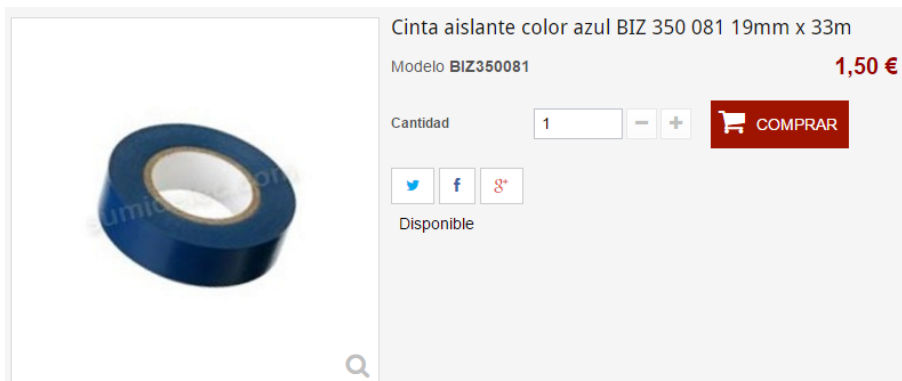 Cinta aislante color azul BIZ 350 081 19mm x 33m
Modelo BIZ350081
1,50 €
Cantidad
1
COMPRAR
Disponible